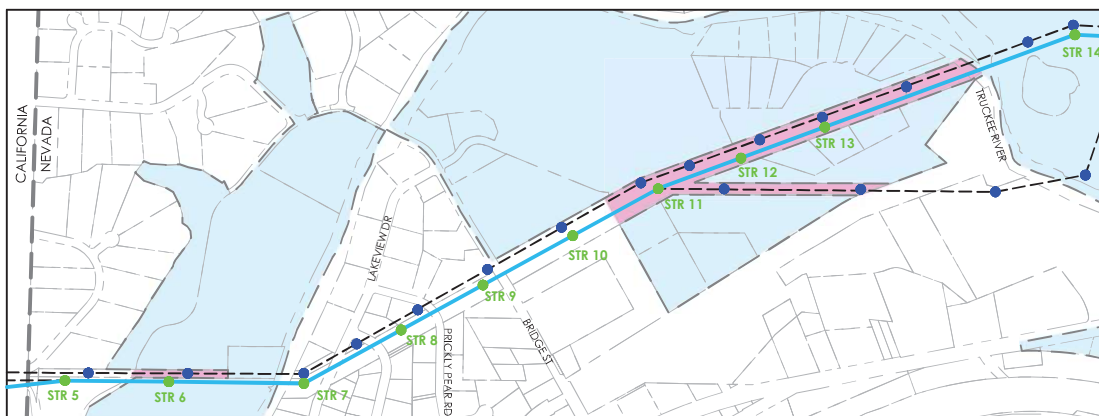 CALIFORNIA
NEVADA
STR 5
STR 6
STR 7
LAKEVIEW DR
STR 8
PRICKLY PEAR RD
STR 9
BRIDGE ST
STR 10
STR 11
STR 12
STR 13
TRUCKEE RIVER
STR 14